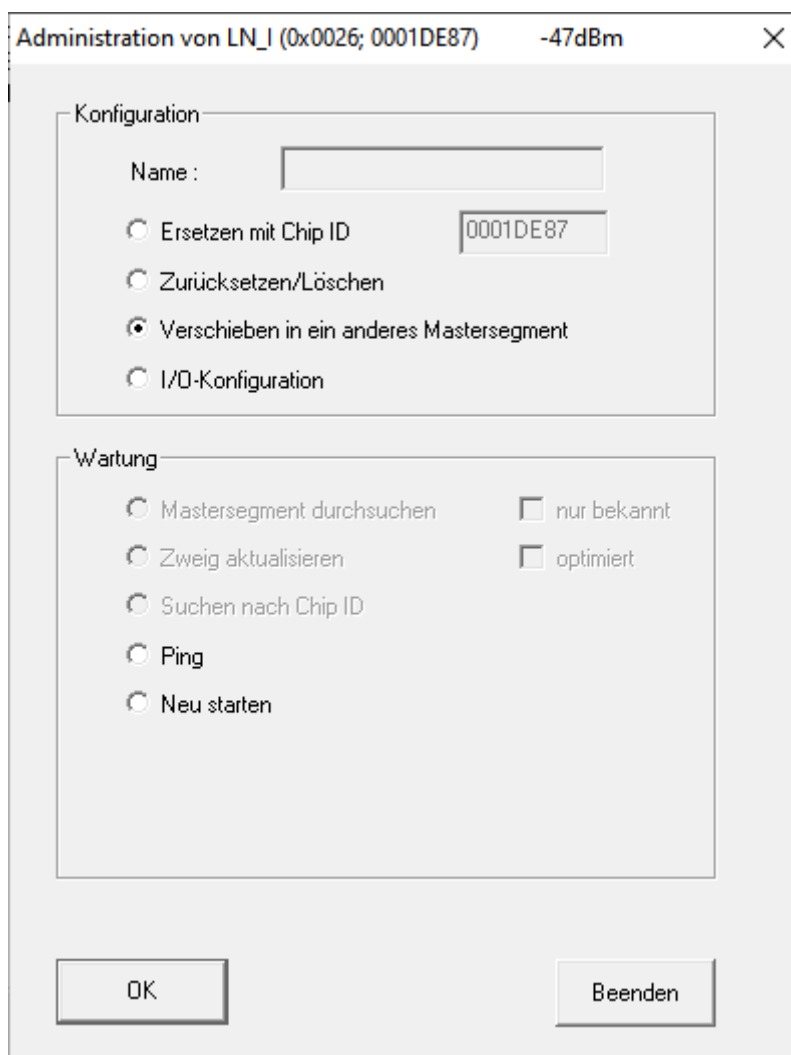 Administration von LN_I (0x0026; 0001DE87) -47dBm
Konfiguration
Name :
Ersetzen mit Chip ID 0001DE87
Zurücksetzen/Löschen
Verschieben in ein anderes Mastersegment
I/O-Konfiguration
Wartung
Mastersegment durchsuchen nur bekannt
Zweig aktualisieren optimiert
Suchen nach Chip ID
Ping
Neu starten
OK Beenden